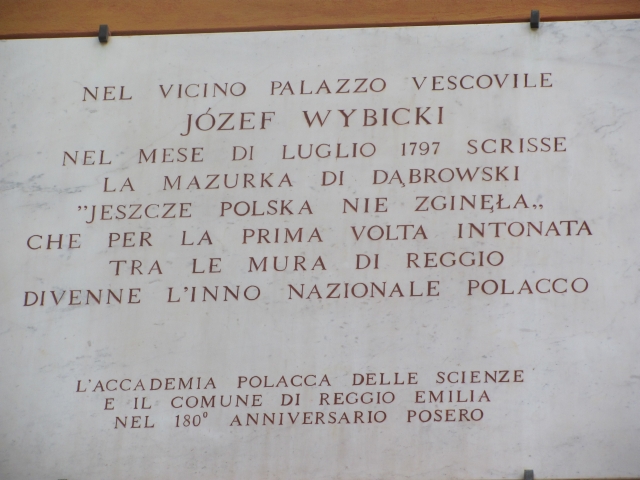 NEL VICINO PALAZZO VESCOVILE
JÓZEF WYBICKI
NEL MESE DI LUGLIO 1797 SCRISSE
LA MAZURKA DI DĄBROWSKI
"JESZCZE POLSKA NIE ZGINĘŁA„
CHE PER LA PRIMA VOLTA INTONATA
TRA LE MURA DI REGGIO
DIVENNE L'INNO NAZIONALE POLACCO
L'ACCADEMIA POLACCA DELLE SCIENZE
E IL COMUNE DI REGGIO EMILIA
NEL 180° ANNIVERSARIO POSERO